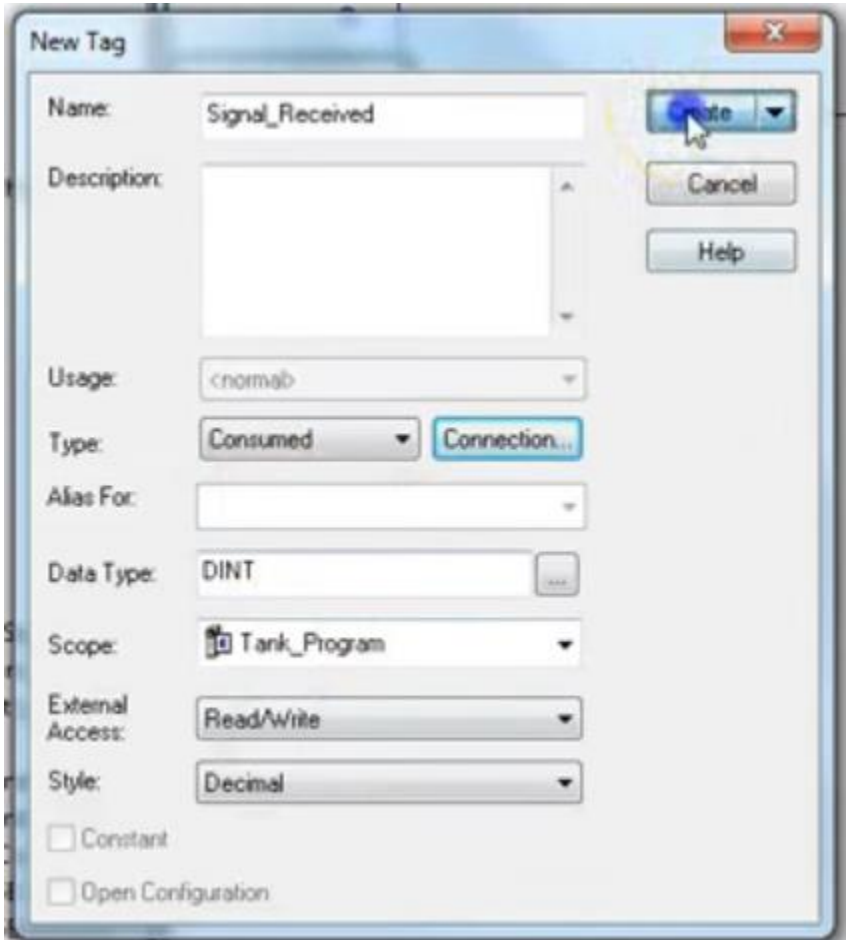 New Tag
Name: Signal_Received Create
Description: Cancel
Help
Usage: <normal>
Type: Consumed Connection...
Alias For:
Data Type: DINT ...
Scope: Tank_Program
External Access: Read/Write
Style: Decimal
Constant
Open Configuration